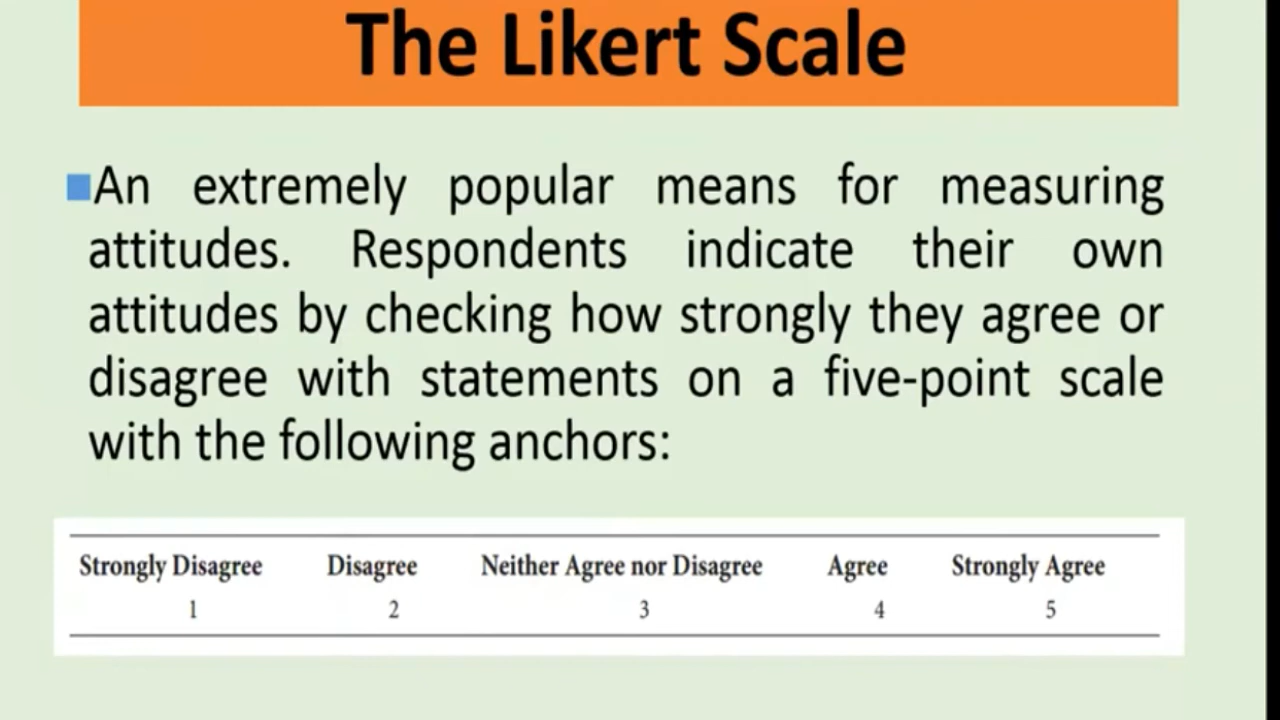 The Likert Scale
An extremely popular means for measuring
attitudes. Respondents indicate their own
attitudes by checking how strongly they agree or
disagree with statements on a five-point scale
with the following anchors:
Strongly Disagree Disagree Neither Agree nor Disagree Agree Strongly Agree
1 2 3 4 5